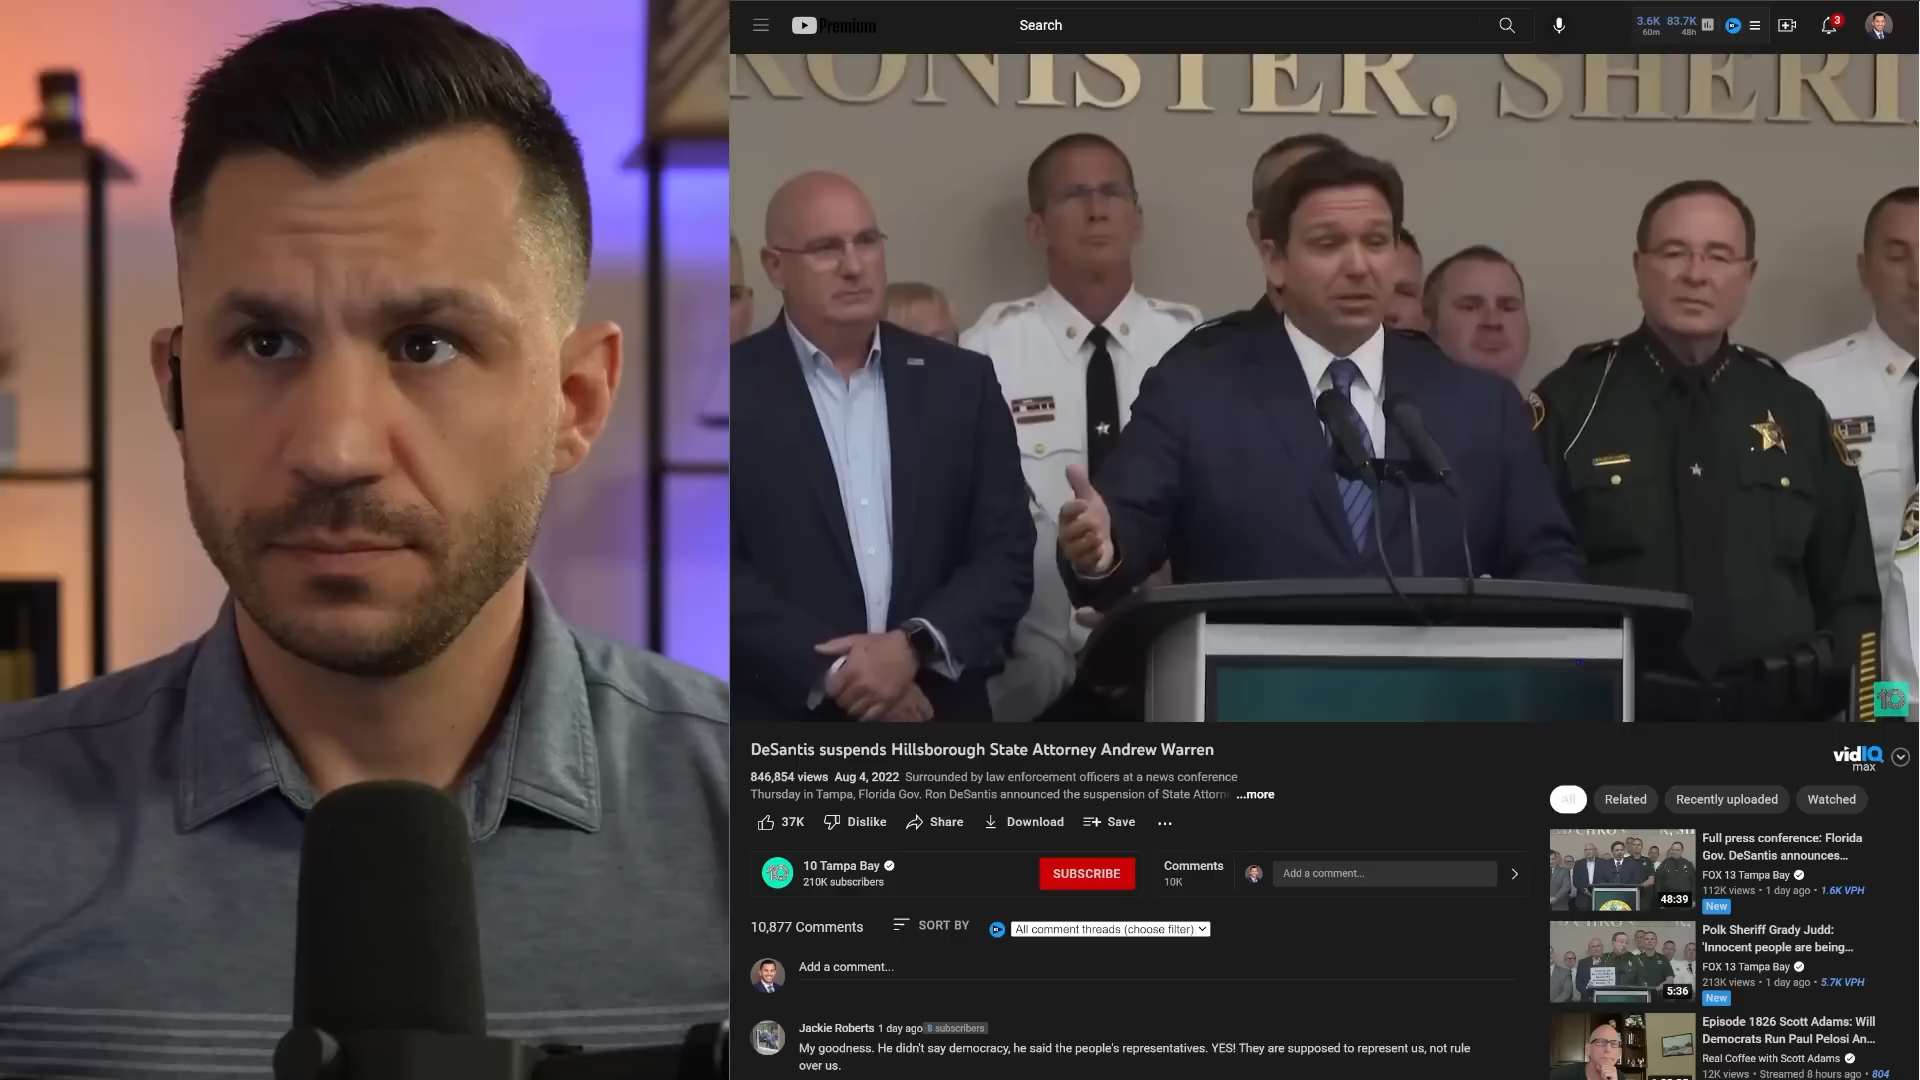 Premium
Search
3.6K 83.7K
60m 48h
3
RONISTER, SHERI
DeSantis suspends Hillsborough State Attorney Andrew Warren
846,854 views Aug 4, 2022 Surrounded by law enforcement officers at a news conference
Thursday in Tampa, Florida Gov. Ron DeSantis announced the suspension of State Attorn ...more
37K Dislike Share Download Save ...
10 Tampa Bay
210K subscribers
SUBSCRIBE
Comments
10K
Add a comment...
10,877 Comments
SORT BY
All comment threads (choose filter)
Add a comment...
Jackie Roberts 1 day ago 8 subscribers
My goodness. He didn't say democracy, he said the people's representatives. YES! They are supposed to represent us, not rule
over us.
10
vidIQ
max
All Related Recently uploaded Watched
Full press conference: Florida
Gov. DeSantis announces...
FOX 13 Tampa Bay
112K views • 1 day ago • 1.6K VPH
New
48:39
Polk Sheriff Grady Judd:
'Innocent people are being...
FOX 13 Tampa Bay
213K views • 1 day ago • 5.7K VPH
New
5:36
Episode 1826 Scott Adams: Will
Democrats Run Paul Pelosi An...
Real Coffee with Scott Adams
12K views • Streamed 8 hours ago • 804